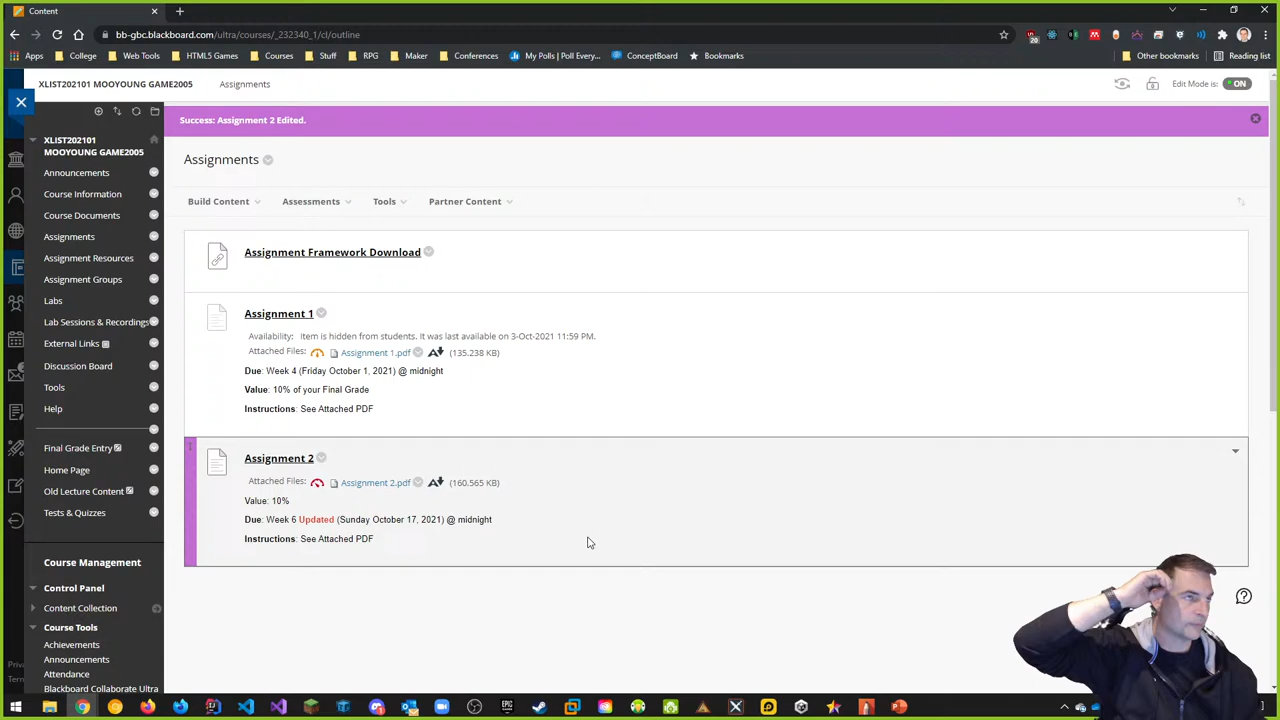 Content
bb-gbc.blackboard.com/ultra/courses/_232340_1/cl/outline
Apps College Web Tools HTML5 Games Courses Stuff RPG Maker Conferences My Polls | Poll Ev... ConceptBoard Bookmarks Other bookmarks Reading list
XLIST202101 MOOYOUNG GAME2005 Assignments Edit Mode is: ON
Success: Assignment 2 Edited.
XLIST202101
MOOYOUNG GAME2005
Announcements
Course Information
Course Documents
Assignments
Assignment Resources
Assignment Groups
Labs
Lab Sessions & Recordings
External Links
Discussion Board
Tools
Help
Final Grade Entry
Home Page
Old Lecture Content
Tests & Quizzes
Course Management
Control Panel
Content Collection
Course Tools
Achievements
Announcements
Attendance
Blackboard Collaborate Ultra
Assignments
Build Content Assessments Tools Partner Content
Assignment Framework Download
Assignment 1
Availability: Item is hidden from students. It was last available on 3-Oct-2021 11:59 PM.
Attached Files: Assignment 1.pdf (135.238 KB)
Due: Week 4 (Friday October 1, 2021) @ midnight
Value: 10% of your Final Grade
Instructions: See Attached PDF
Assignment 2
Attached Files: Assignment 2.pdf (160.565 KB)
Value: 10%
Due: Week 6 Updated (Sunday October 17, 2021) @ midnight
Instructions: See Attached PDF